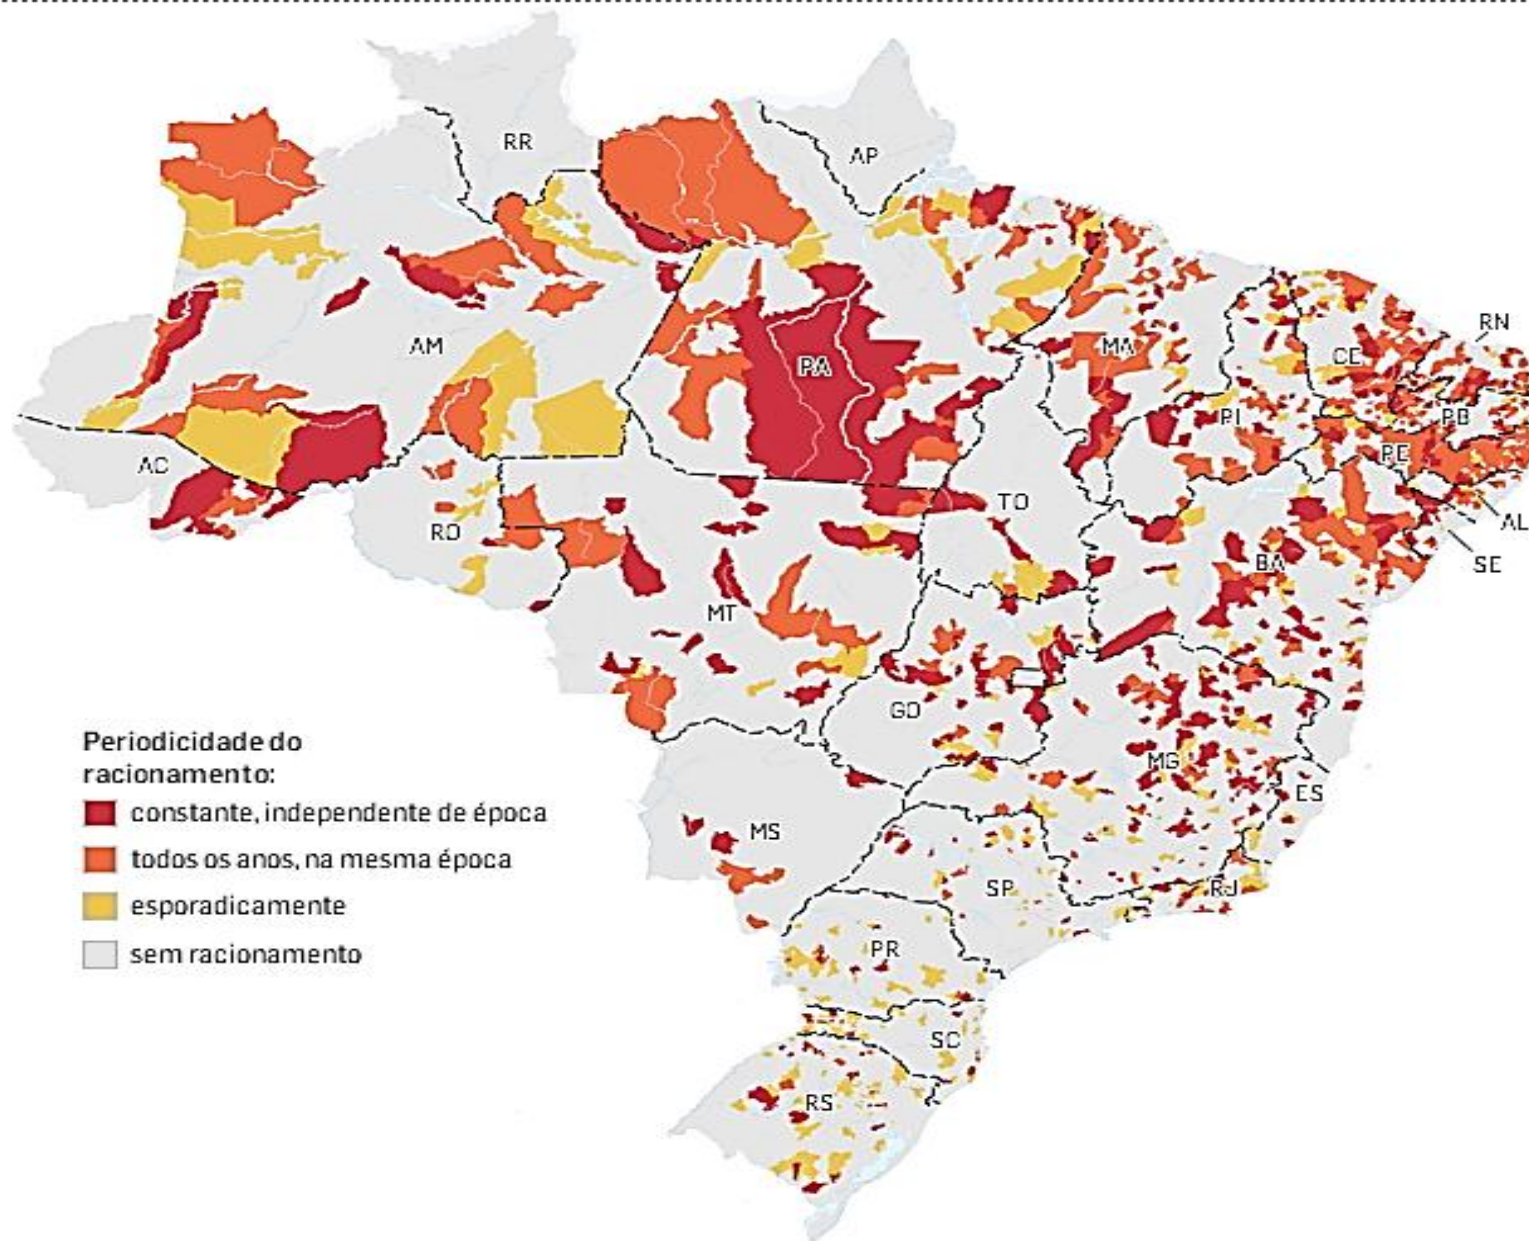 RR
AP
AM
PA
MA
CE
RN
PI
PB
PE
AC
TO
RO
AL
BA
SE
MT
GO
Periodicidade do
racionamento:
MG
ES
constante, independente de época
MS
todos os anos, na mesma época
SP
RJ
esporadicamente
PR
sem racionamento
SC
RS